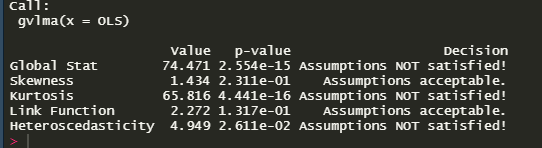 Call:
gvlma(x = OLS)
Value p-value Decision
Global Stat 74.471 2.554e-15 Assumptions NOT satisfied!
Skewness 1.434 2.311e-01 Assumptions acceptable.
Kurtosis 65.816 4.441e-16 Assumptions NOT satisfied!
Link Function 2.272 1.317e-01 Assumptions acceptable.
Heteroscedasticity 4.949 2.611e-02 Assumptions NOT satisfied!
>